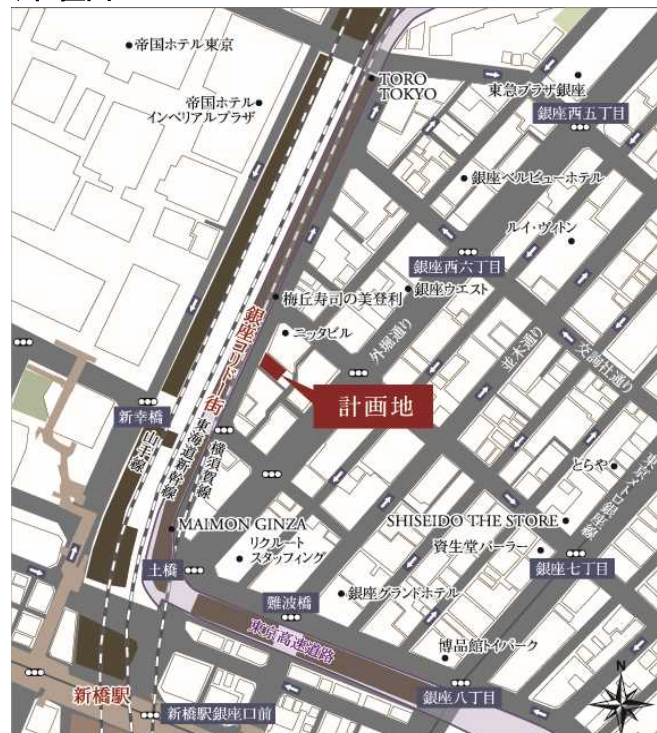 帝国ホテル東京
TORO
TOKYO
東急プラザ銀座
帝国ホテル
インペリアルプラザ
銀座西五丁目
銀座ベルビューホテル
ルイ・ヴィトン
銀座西六丁目
梅丘寿司の美登利
銀座ウエスト
銀座コリドー街
ニッタビル
外堀通り
並木通り
交詢社通り
計画地
新幸橋
山手線
東海道新幹線
横須賀線
とらや
東京メトロ銀座線
MAIMON GINZA
SHISEIDO THE STORE
リクルート
スタッフィング
資生堂パーラー
土橋
銀座七丁目
難波橋
銀座グランドホテル
東京高速道路
博品館トイパーク
新橋駅
銀座八丁目
新橋駅銀座口前
N